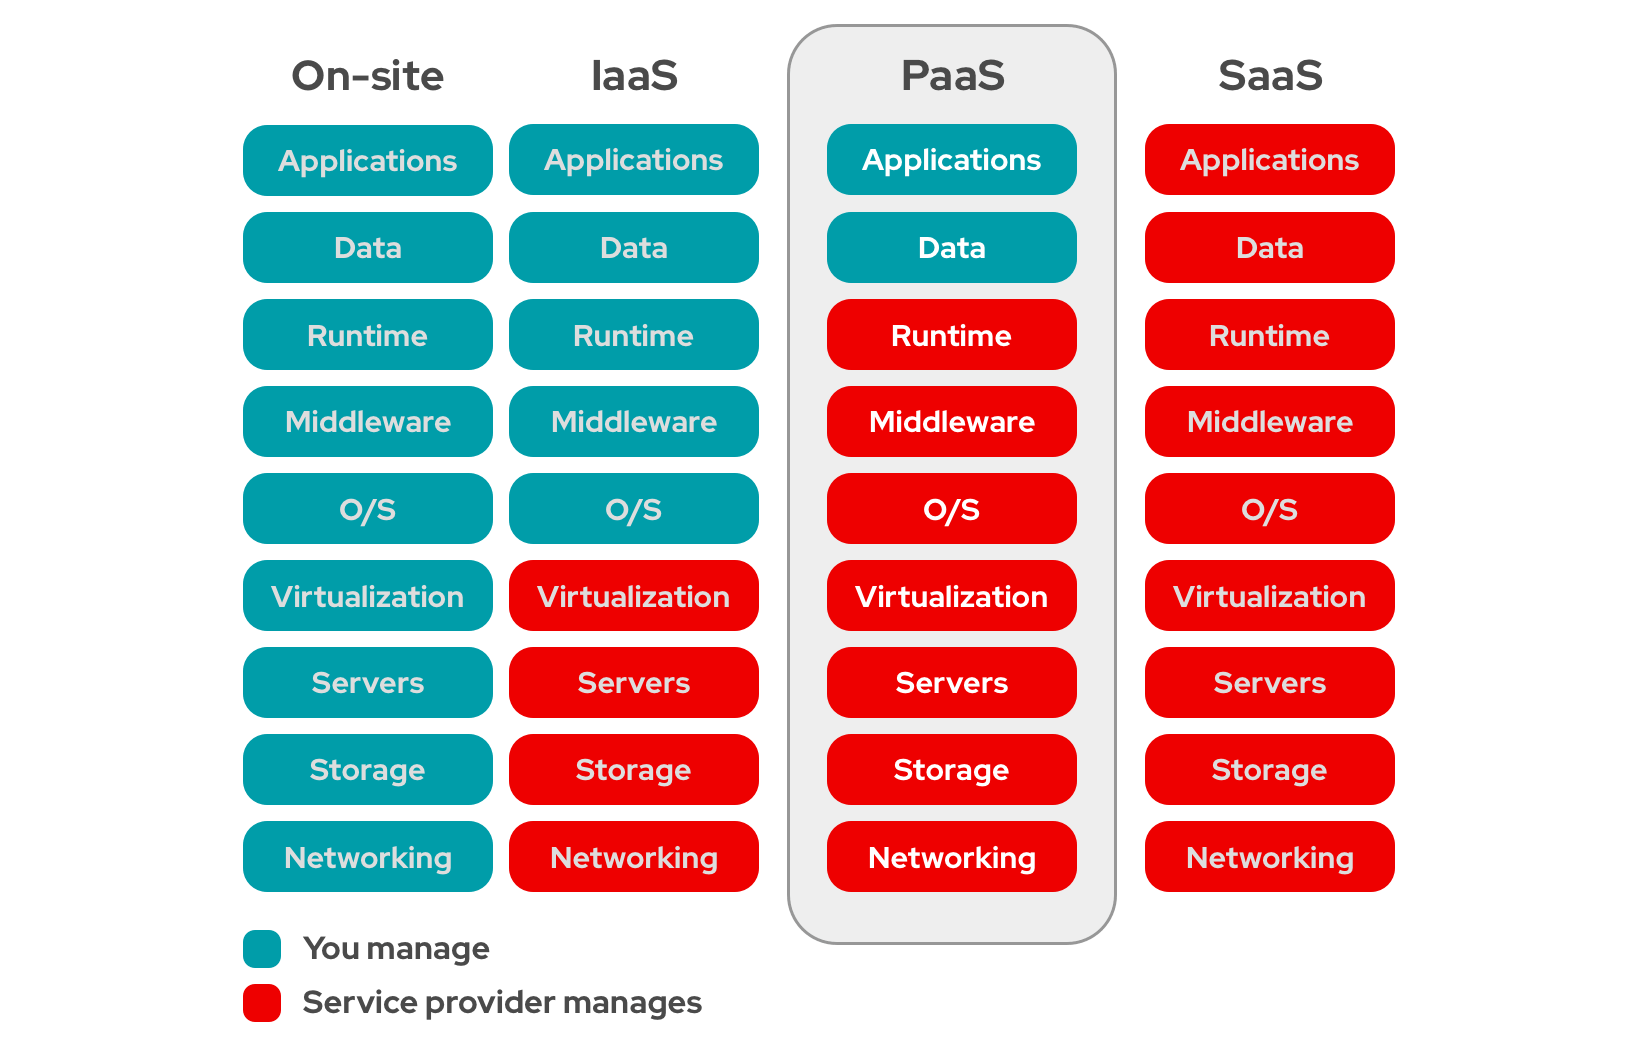 On-site IaaS PaaS SaaS
Applications Applications Applications Applications
Data Data Data Data
Runtime Runtime Runtime Runtime
Middleware Middleware Middleware Middleware
O/S O/S O/S O/S
Virtualization Virtualization Virtualization Virtualization
Servers Servers Servers Servers
Storage Storage Storage Storage
Networking Networking Networking Networking
You manage
Service provider manages